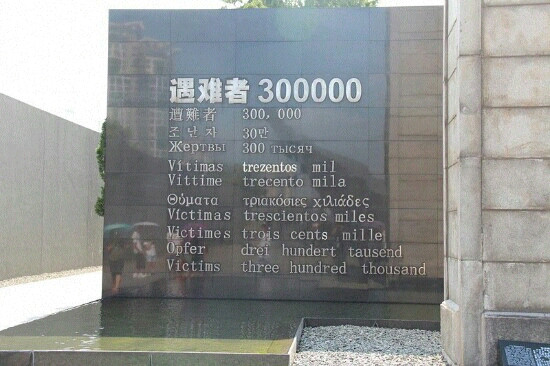 遇难者 300000
遭難者 300,000
조난자 30만
Жертвы 300 тысяч
Vítimas trezentos mil
Vittime trecento mila
Θύματα τριακόσιες χιλιάδες
Víctimas trescientos miles
Victimes trois cents mille
Opfer drei hundert tausend
Victims three hundred thousand